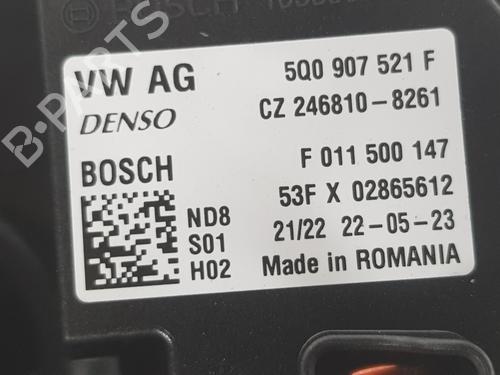 BOSCH
VW AG 5Q0 907 521 F
DENSO CZ 246810-8261
BOSCH F 011 500 147
53F X 02865612
ND8
S01 21/22 22-05-23
H02 Made in ROMANIA
B-PARTS